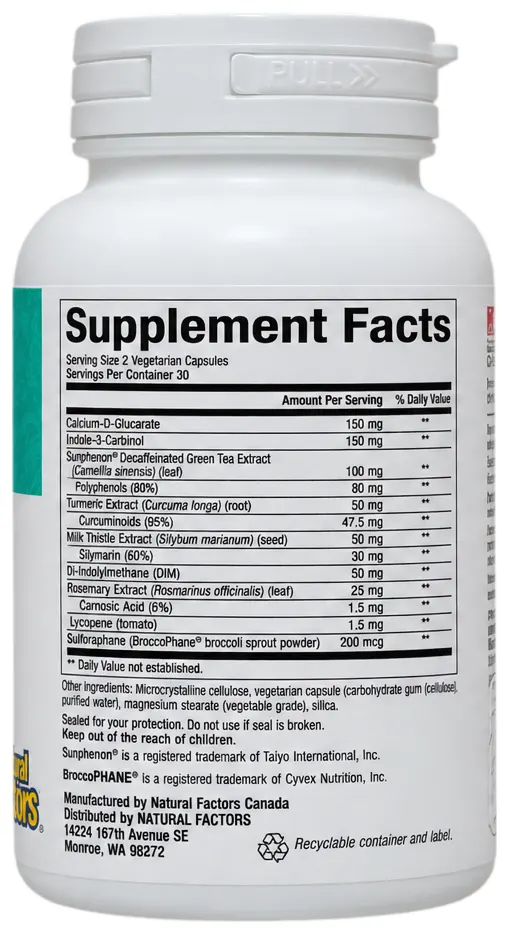 PULL >>
Supplement Facts
Serving Size 2 Vegetarian Capsules
Servings Per Container 30
Amount Per Serving % Daily Value
Calcium-D-Glucarate 150 mg **
Indole-3-Carbinol 150 mg **
Sunphenon® Decaffeinated Green Tea Extract
(Camellia sinensis) (leaf) 100 mg **
Polyphenols (80%) 80 mg **
Turmeric Extract (Curcuma longa) (root) 50 mg **
Curcuminoids (95%) 47.5 mg **
Milk Thistle Extract (Silybum marianum) (seed) 50 mg **
Silymarin (60%) 30 mg **
Di-Indolylmethane (DIM) 50 mg **
Rosemary Extract (Rosmarinus officinalis) (leaf) 25 mg **
Carnosic Acid (6%) 1.5 mg **
Lycopene (tomato) 1.5 mg **
Sulforaphane (BroccoPhane® broccoli sprout powder) 200 mcg **
** Daily Value not established.
Other Ingredients: Microcrystalline cellulose, vegetarian capsule (carbohydrate gum [cellulose],
purified water), magnesium stearate (vegetable grade), silica.
Sealed for your protection. Do not use if seal is broken.
Keep out of the reach of children.
Sunphenon® is a registered trademark of Taiyo International, Inc.
BroccoPHANE® is a registered trademark of Cyvex Nutrition, Inc.
Manufactured by Natural Factors Canada
Distributed by NATURAL FACTORS
14224 167th Avenue SE
Monroe, WA 98272
Recyclable container and label.